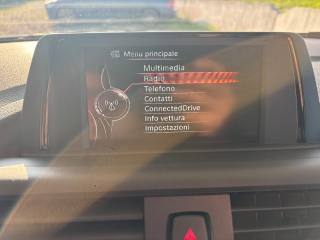 Menu principale
Multimedia
Radio
Telefono
Contatti
ConnectedDrive
Info vettura
Impostazioni